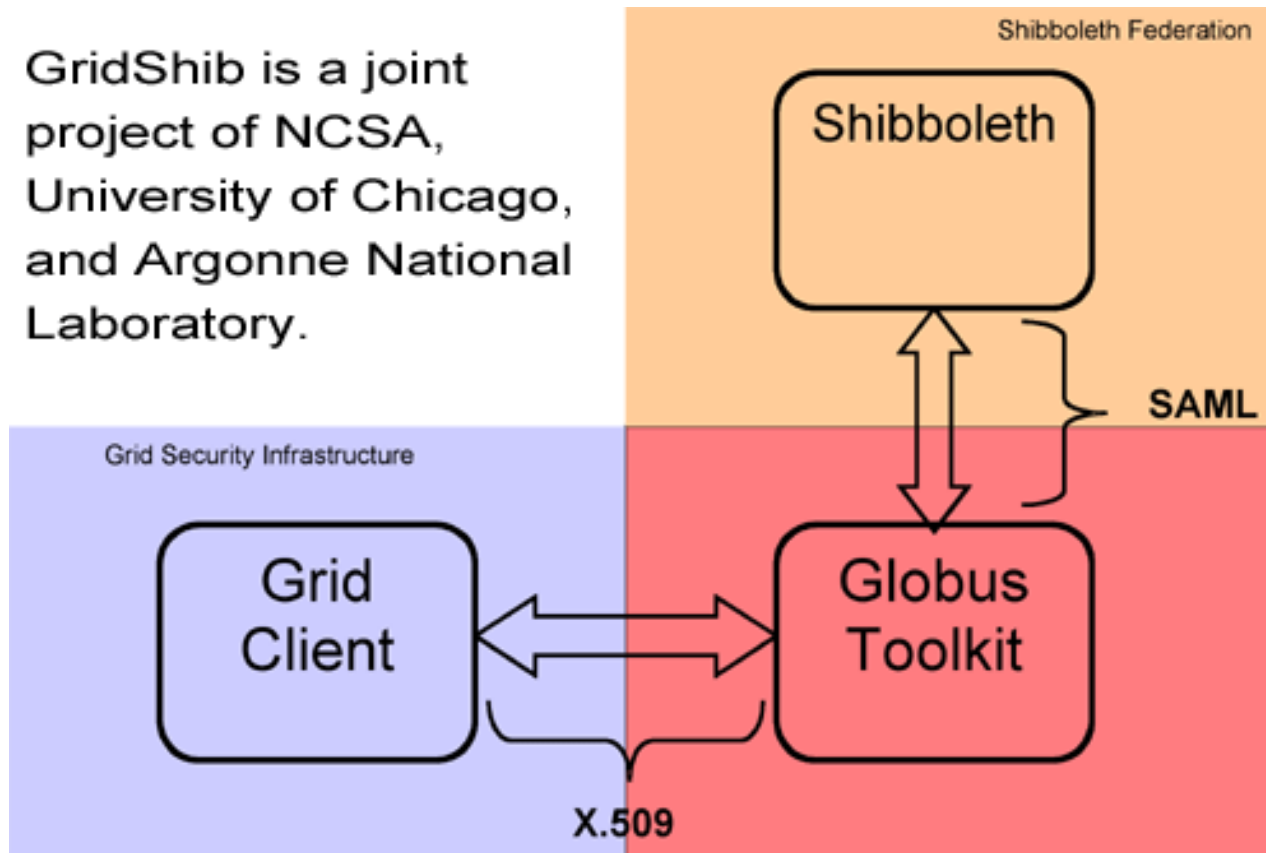 GridShib is a joint
project of NCSA,
University of Chicago,
and Argonne National
Laboratory.
Shibboleth Federation
Shibboleth
SAML
Grid Security Infrastructure
Grid
Client
Globus
Toolkit
X.509